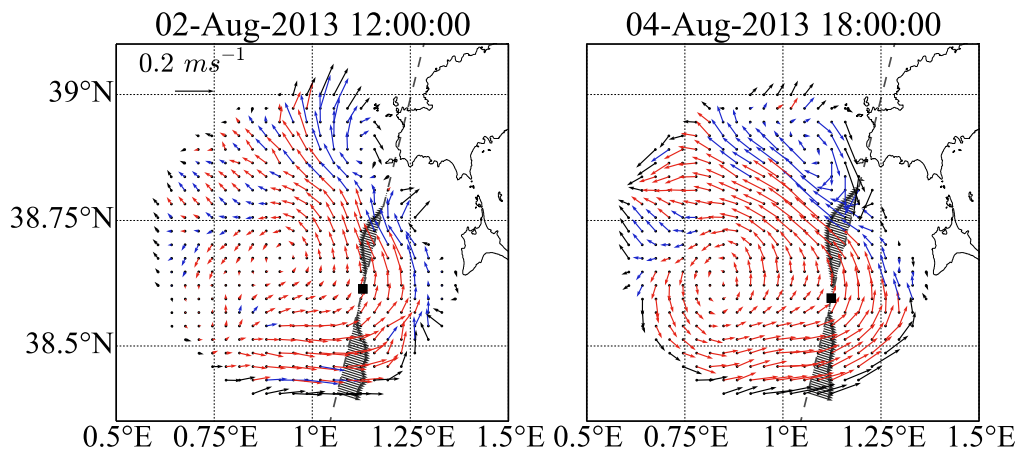 02-Aug-2013 12:00:00
04-Aug-2013 18:00:00
0.2 ms⁻¹
39°N
38.75°N
38.5°N
0.5°E 0.75°E 1°E 1.25°E 1.5°E
0.5°E 0.75°E 1°E 1.25°E 1.5°E